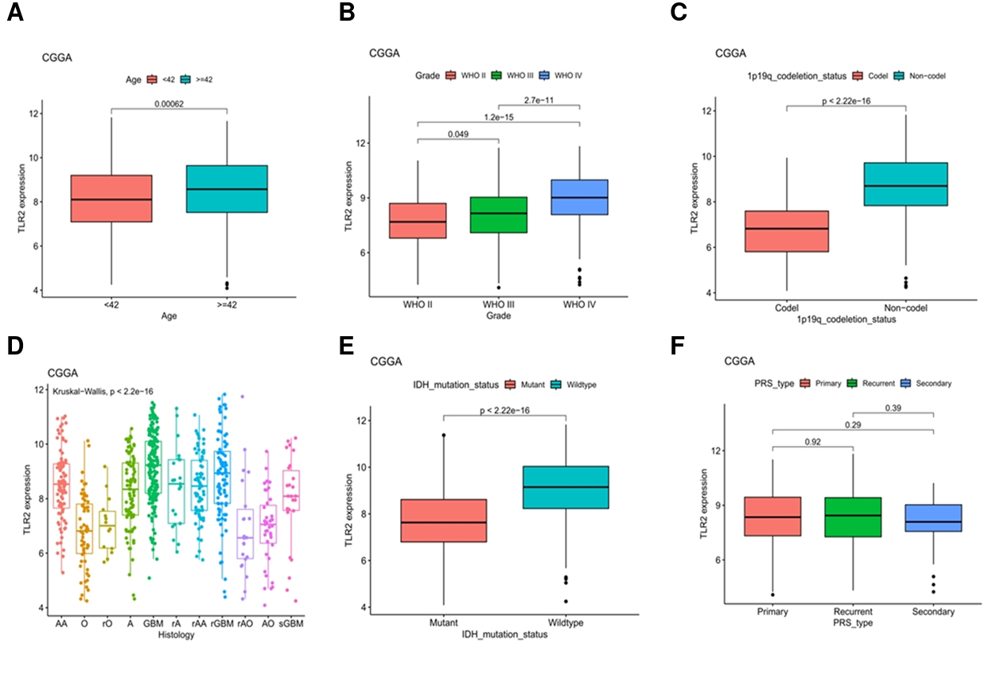 A
CGGA
Age <42 >=42
0.00062
12
10
8
6
4
TLR2 expression
<42 >=42
Age
B
CGGA
Grade WHO II WHO III WHO IV
2.7e−11
1.2e−15
0.049
12
9
6
TLR2 expression
WHO II WHO III WHO IV
Grade
C
CGGA
1p19q_codeletion_status Codel Non−codel
p < 2.22e−16
12
10
8
6
4
TLR2 expression
Codel Non−codel
1p19q_codeletion_status
D
CGGA
Kruskal−Wallis, p < 2.2e−16
12
10
8
6
4
TLR2 expression
AA O rO A GBM rA rAA rGBM rAO AO sGBM
Histology
E
CGGA
IDH_mutation_status Mutant Wildtype
p < 2.22e−16
12
10
8
6
4
TLR2 expression
Mutant Wildtype
IDH_mutation_status
F
CGGA
PRS_type Primary Recurrent Secondary
0.39
0.29
0.92
12
9
6
TLR2 expression
Primary Recurrent Secondary
PRS_type